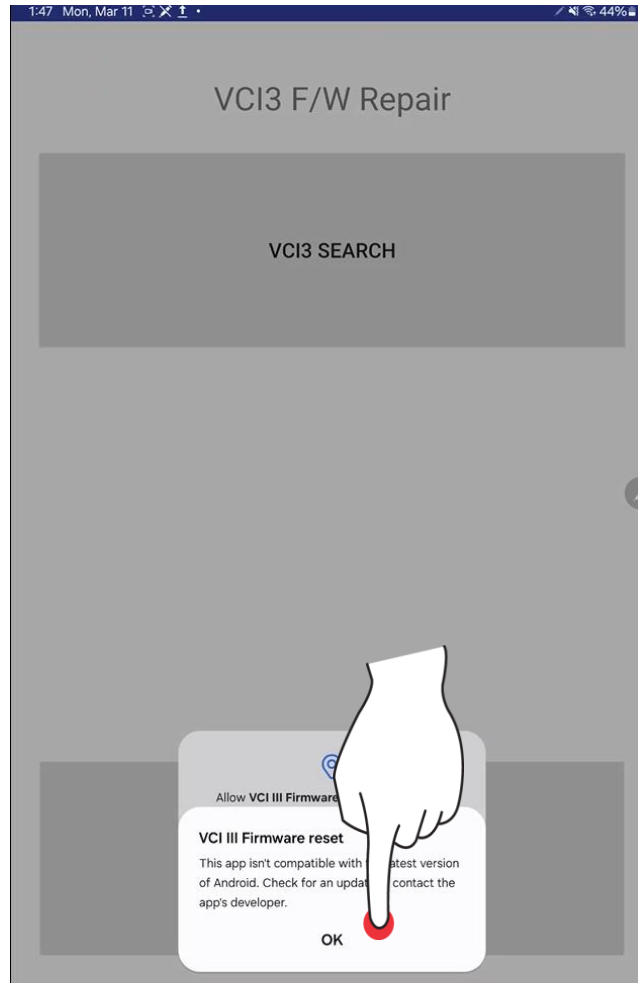 1:47 Mon, Mar 11
44%
VCI3 F/W Repair
VCI3 SEARCH
Allow VCI III Firmware
VCI III Firmware reset
This app isn't compatible with atest version
of Android. Check for an updat contact the
app's developer.
OK